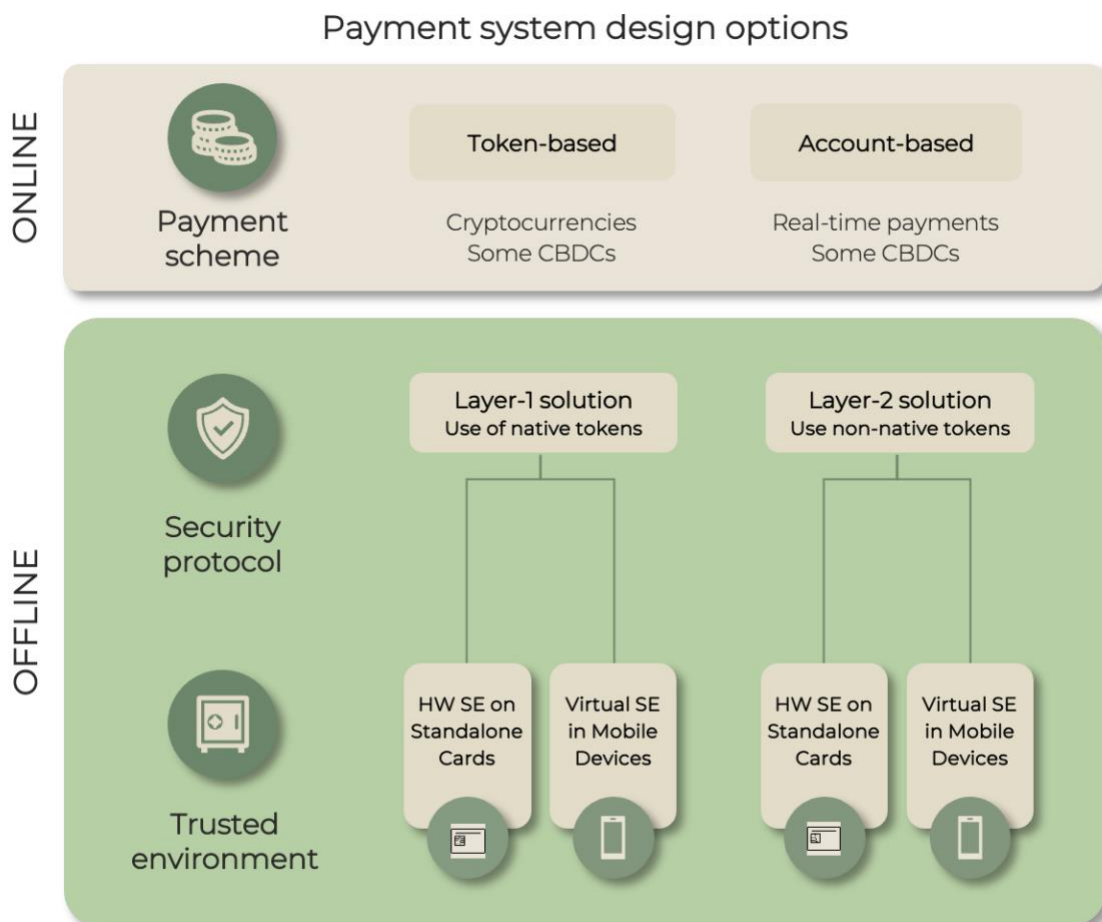 Payment system design options
ONLINE
Payment
scheme
Token-based
Cryptocurrencies
Some CBDCs
Account-based
Real-time payments
Some CBDCs
OFFLINE
Security
protocol
Layer-1 solution
Use of native tokens
Layer-2 solution
Use non-native tokens
Trusted
environment
HW SE on
Standalone
Cards
Virtual SE
in Mobile
Devices
HW SE on
Standalone
Cards
Virtual SE
in Mobile
Devices